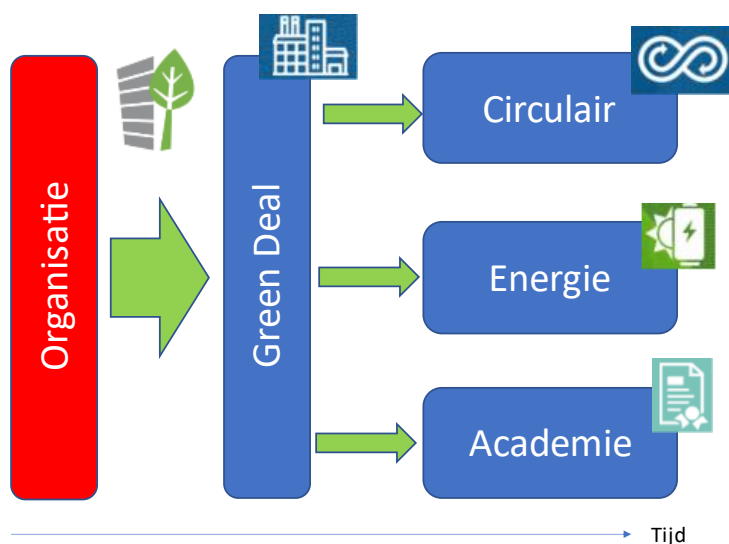 Organisatie
Green Deal
Circulair
Energie
Academie
Tijd